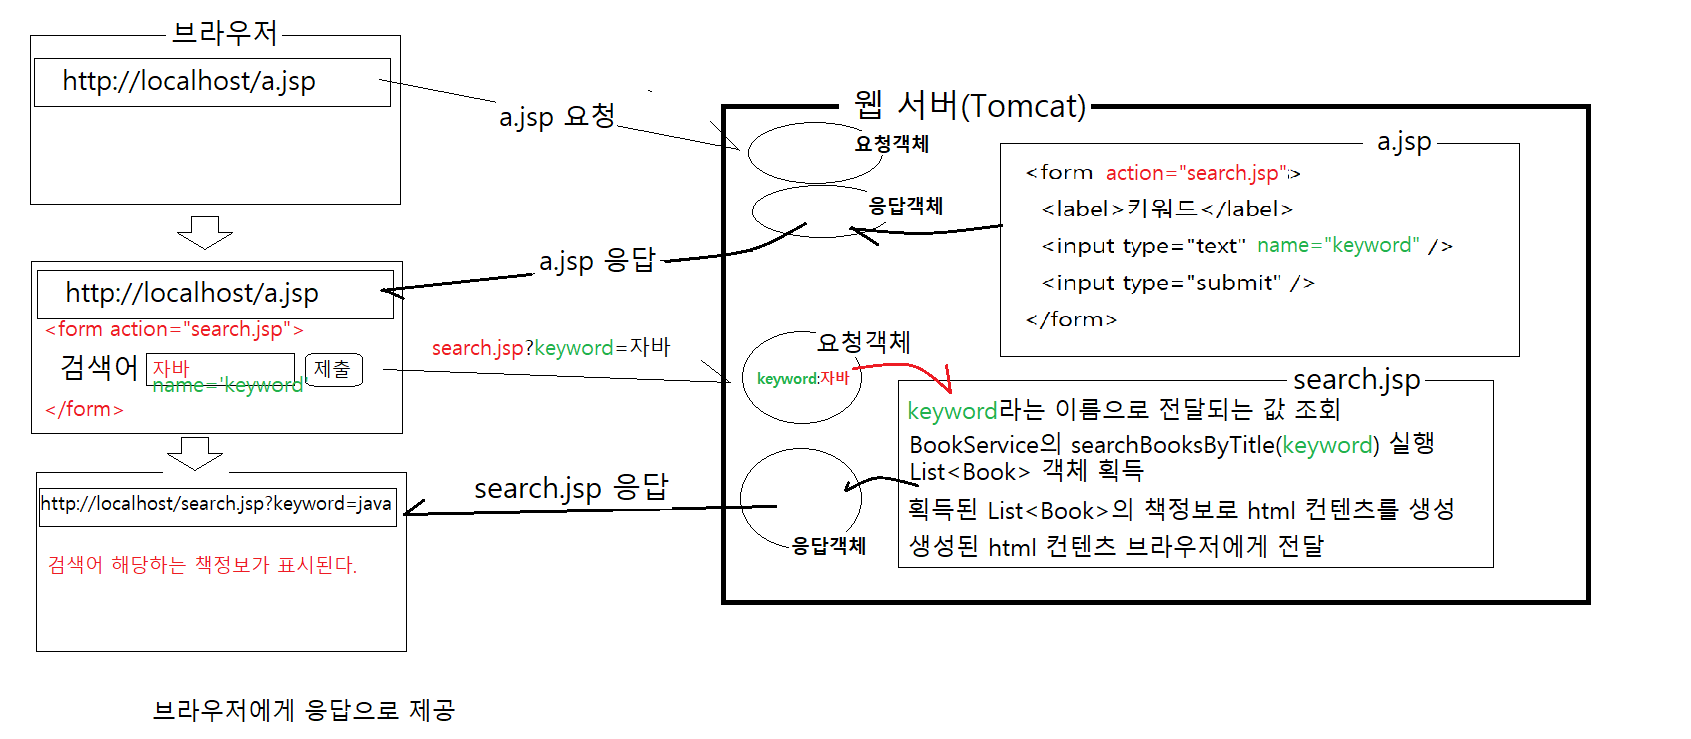 브라우저
http://localhost/a.jsp
a.jsp 요청
웹 서버(Tomcat)
요청객체
응답객체
a.jsp
<form action="search.jsp">
<label>키워드</label>
<input type="text" name="keyword" />
<input type="submit" />
</form>
a.jsp 응답
http://localhost/a.jsp
<form action="search.jsp">
검색어 자바 제출
name='keyword'
</form>
search.jsp?keyword=자바
요청객체
keyword:자바
search.jsp
keyword라는 이름으로 전달되는 값 조회
BookService의 searchBooksByTitle(keyword) 실행
List<Book> 객체 획득
획득된 List<Book>의 책정보로 html 컨텐츠를 생성
생성된 html 컨텐츠 브라우저에게 전달
응답객체
search.jsp 응답
http://localhost/search.jsp?keyword=java
검색어 해당하는 책정보가 표시된다.
브라우저에게 응답으로 제공